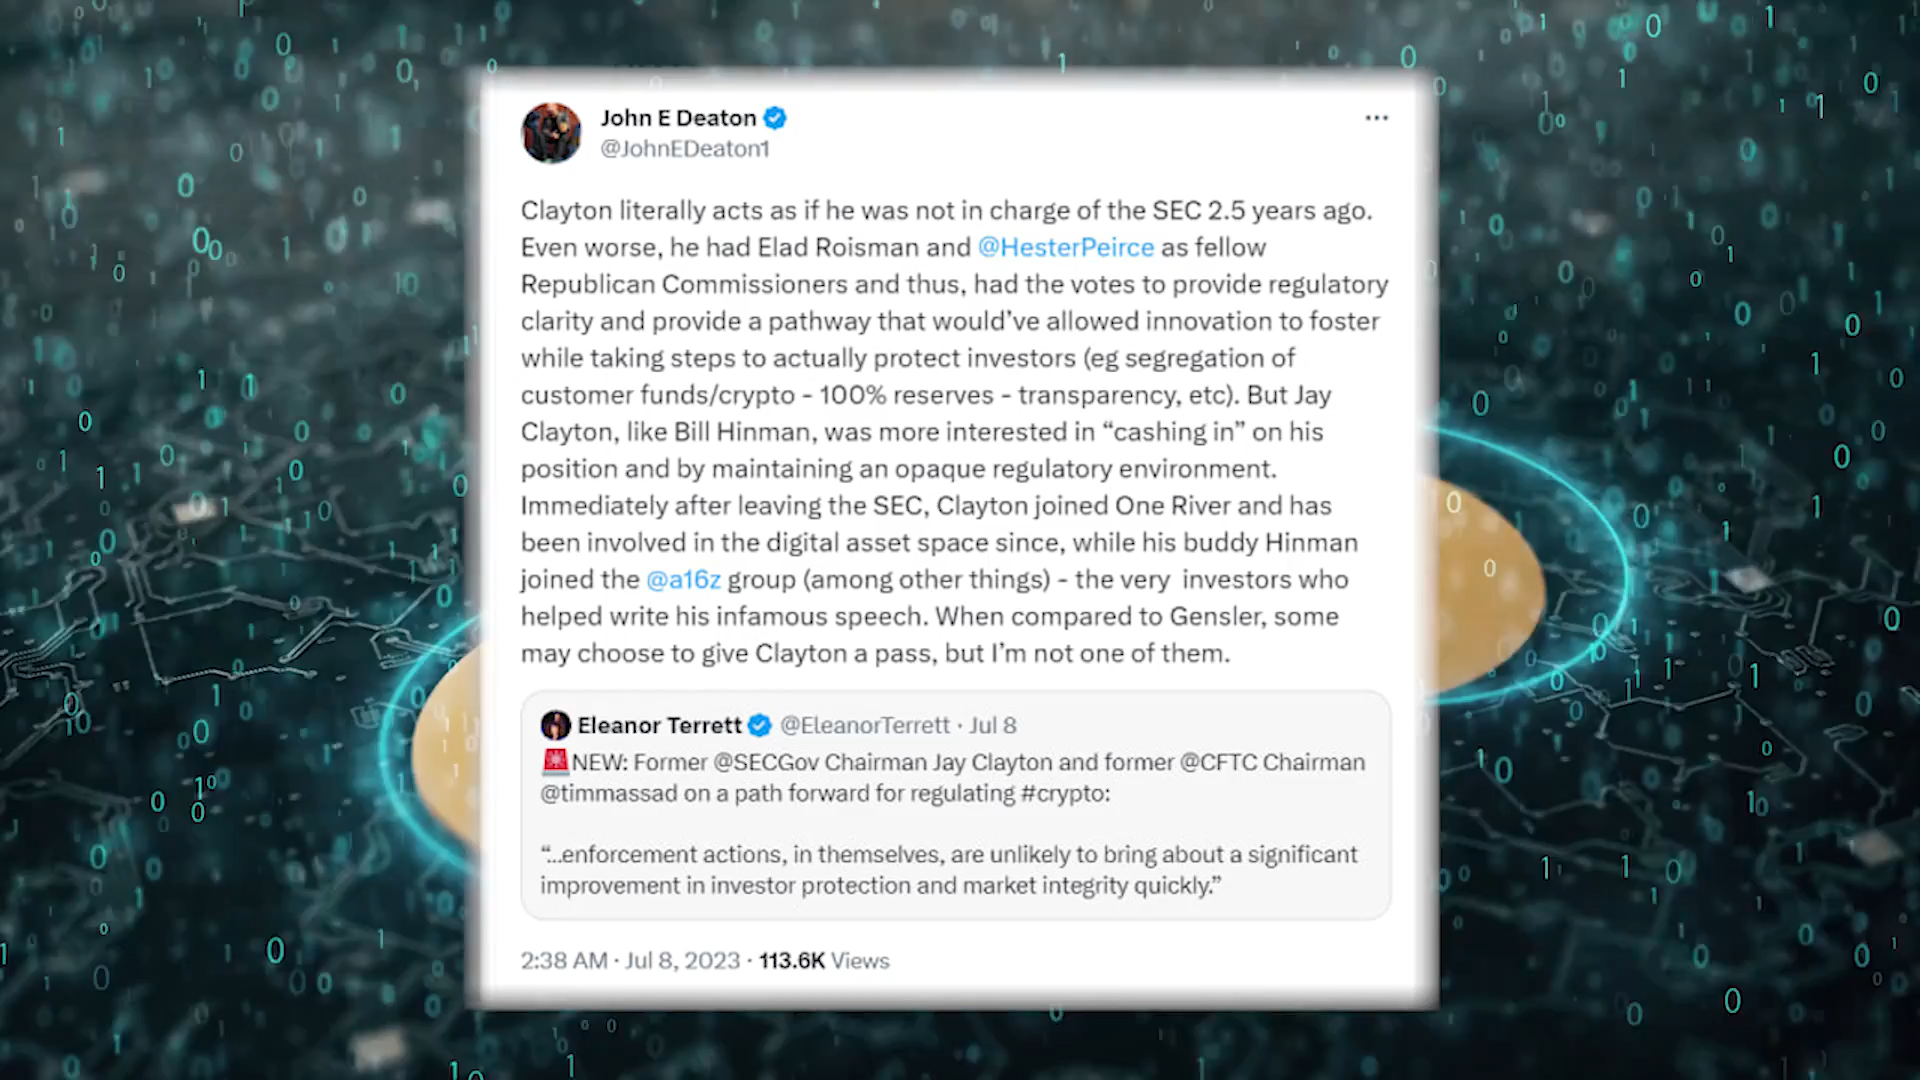 John E Deaton
@JohnEDeaton1
Clayton literally acts as if he was not in charge of the SEC 2.5 years ago.
Even worse, he had Elad Roisman and @HesterPeirce as fellow
Republican Commissioners and thus, had the votes to provide regulatory
clarity and provide a pathway that would’ve allowed innovation to foster
while taking steps to actually protect investors (eg segregation of
customer funds/crypto - 100% reserves - transparency, etc). But Jay
Clayton, like Bill Hinman, was more interested in “cashing in” on his
position and by maintaining an opaque regulatory environment.
Immediately after leaving the SEC, Clayton joined One River and has
been involved in the digital asset space since, while his buddy Hinman
joined the @a16z group (among other things) - the very investors who
helped write his infamous speech. When compared to Gensler, some
may choose to give Clayton a pass, but I’m not one of them.
Eleanor Terrett @EleanorTerrett · Jul 8
🚨NEW: Former @SECGov Chairman Jay Clayton and former @CFTC Chairman
@timmassad on a path forward for regulating #crypto:
“...enforcement actions, in themselves, are unlikely to bring about a significant
improvement in investor protection and market integrity quickly.”
2:38 AM · Jul 8, 2023 · 113.6K Views